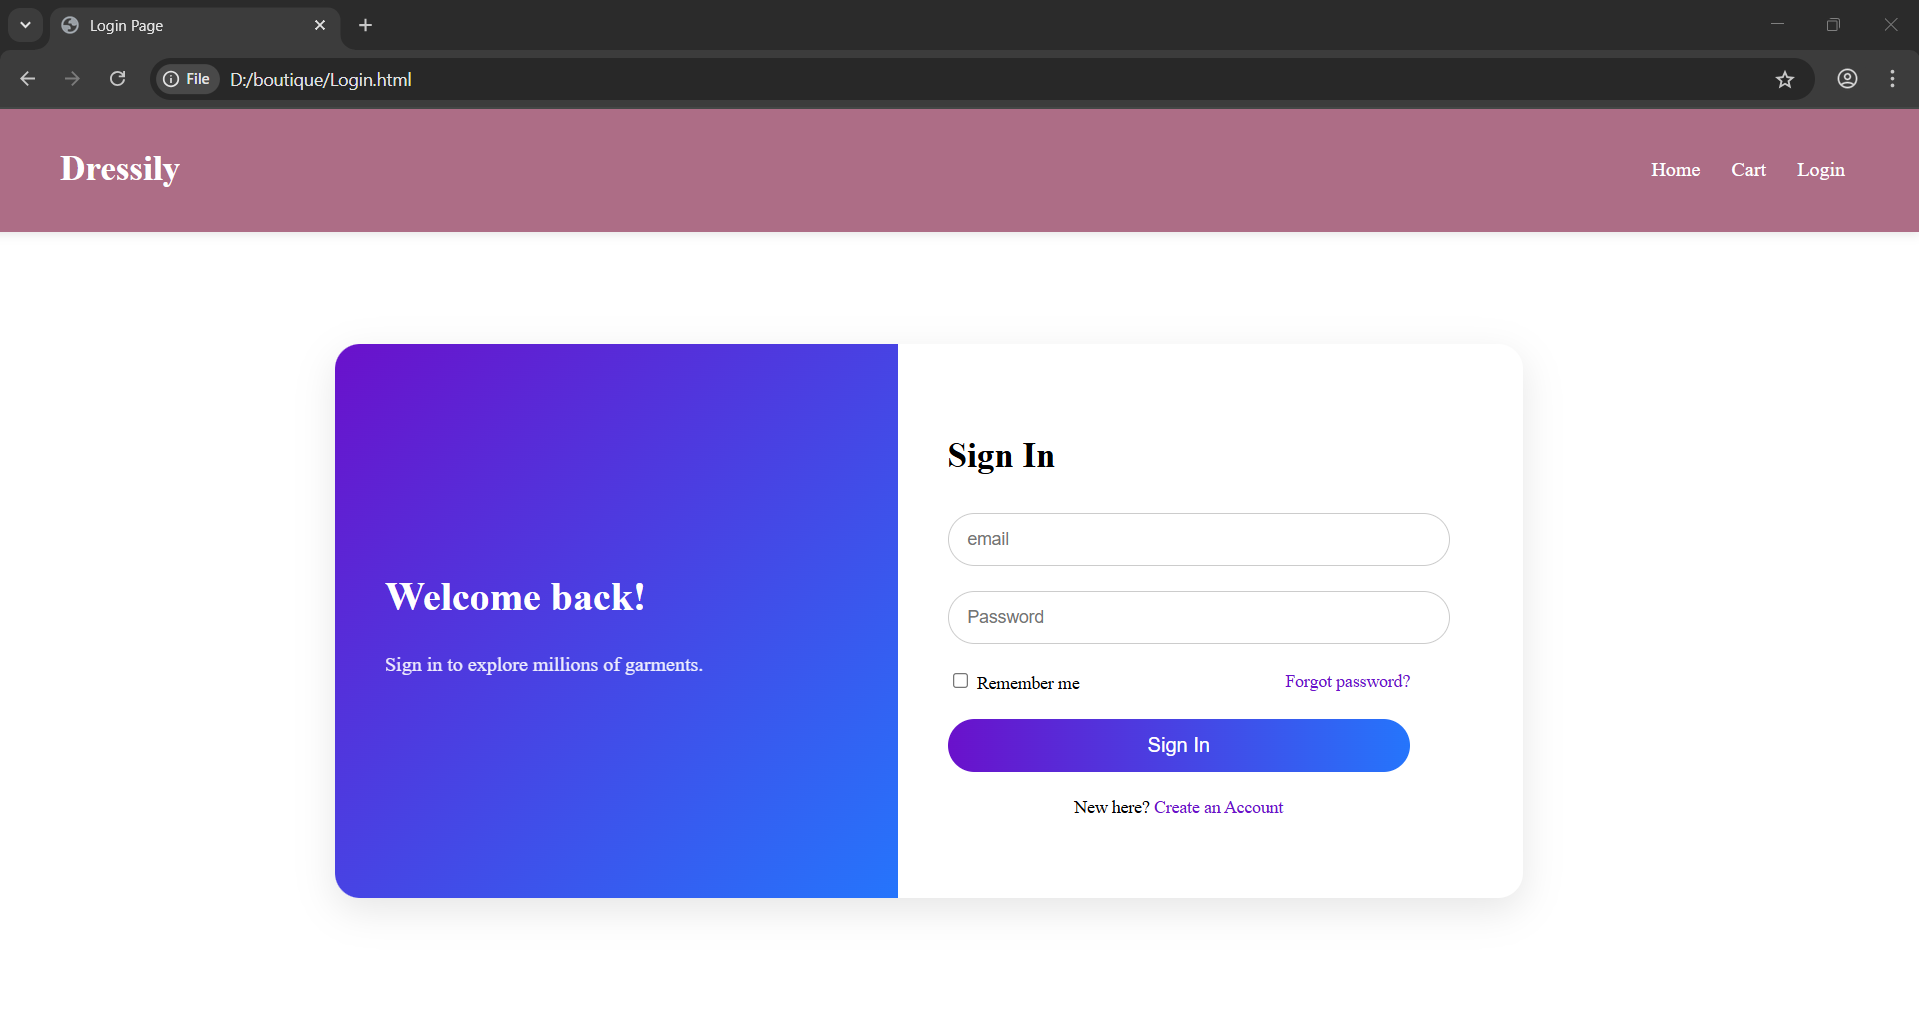 Login Page
File D:/boutique/Login.html
Dressily
Home Cart Login
Welcome back!
Sign in to explore millions of garments.
Sign In
email
Password
Remember me Forgot password?
Sign In
New here? Create an Account